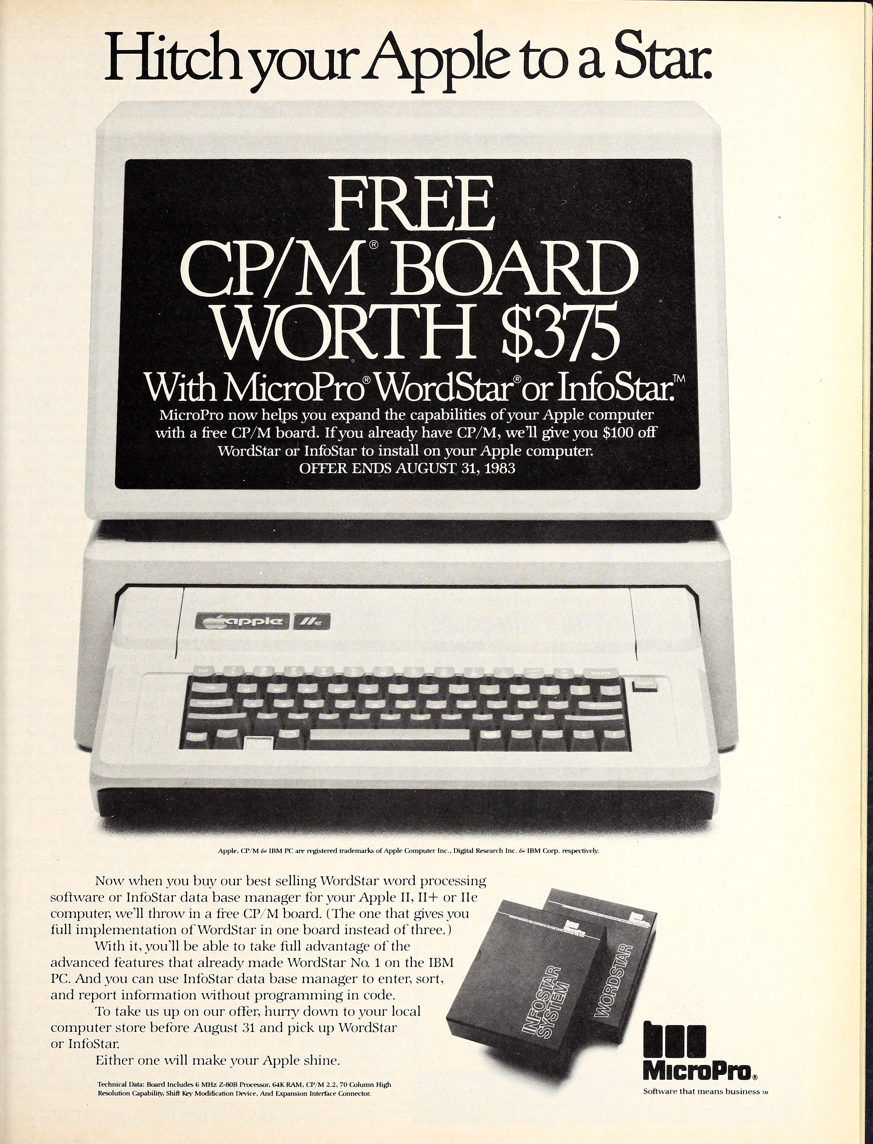 Hitch your Apple to a Star.
FREE
CP/M® BOARD
WORTH $375
With MicroPro® WordStar® or InfoStar.™
MicroPro now helps you expand the capabilities of your Apple computer
with a free CP/M board. If you already have CP/M, we'll give you $100 off
WordStar or InfoStar to install on your Apple computer.
OFFER ENDS AUGUST 31, 1983
apple IIe
Apple, CP/M & IBM PC are registered trademarks of Apple Computer Inc., Digital Research Inc. & IBM Corp. respectively.
Now when you buy our best selling WordStar word processing
software or InfoStar data base manager for your Apple II, II+ or IIe
computer, we'll throw in a free CP/M board. (The one that gives you
full implementation of WordStar in one board instead of three.)
With it, you'll be able to take full advantage of the
advanced features that already made WordStar No. 1 on the IBM
PC. And you can use InfoStar data base manager to enter, sort,
and report information without programming in code.
To take us up on our offer, hurry down to your local
computer store before August 31 and pick up WordStar
or InfoStar.
Either one will make your Apple shine.
Technical Data: Board Includes 6 MHz Z-80B Processor, 64K RAM, CP/M 2.2, 70 Column High
Resolution Capability, Shift Key Modification Device, And Expansion Interface Connector.
INFOSTAR
SYSTEM
WORDSTAR
MicroPro®
Software that means business ™